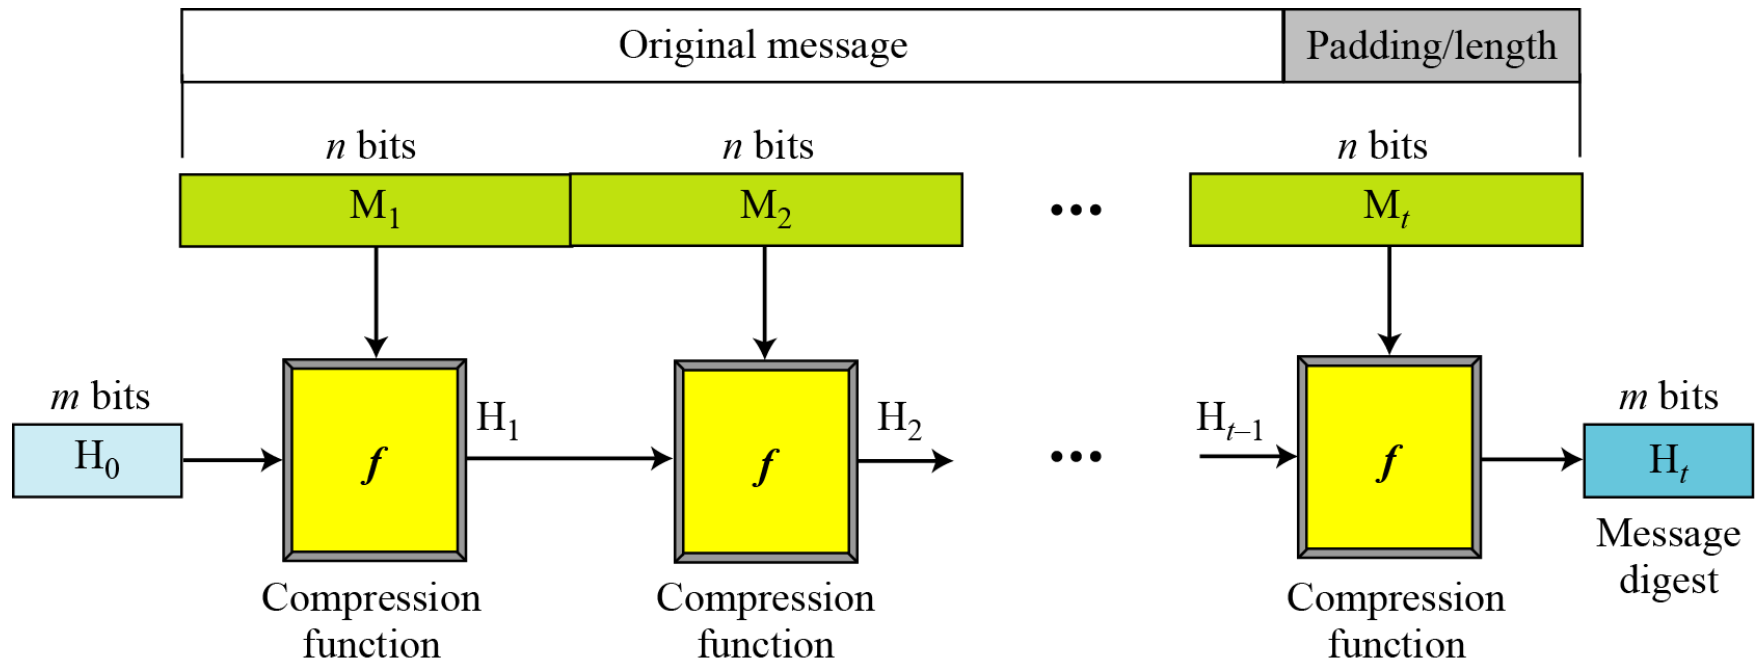 Original message
Padding/length
n bits
n bits
n bits
M1
M2
...
Mt
m bits
H0
f
H1
f
H2
...
Ht–1
f
m bits
Ht
Message
digest
Compression
function
Compression
function
Compression
function